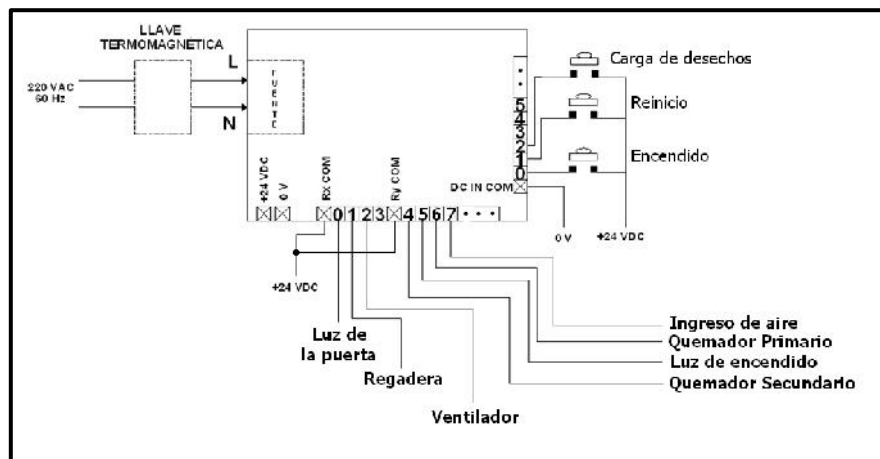 LLAVE
TERMOMAGNÉTICA
220 VAC
60 Hz
L
N
FUENTE
+24 VDC
0 V
Rx COM
0 1 2 3
Ry COM
4 5 6 7
DC IN COM
5
4
3
2
1
0
Carga de desechos
Reinicio
Encendido
0 V
+24 VDC
+24 VDC
Luz de
la puerta
Regadera
Ventilador
Ingreso de aire
Quemador Primario
Luz de encendido
Quemador Secundario